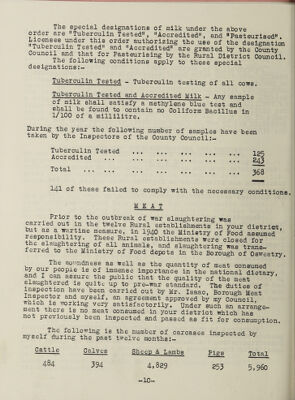 The special designations of milk under the above
order are "Tuberculin Tested", "Accredited", and "Pasteurised".
Licences under this order authorising the use of the designation
"Tuberculin Tested" and "Accredited" are granted by the County
Council and that for Pasteurising by the Rural District Council.
The following conditions apply to these special
designations:-
Tuberculin Tested - Tuberculin testing of all cows.
Tuberculin Tested and Accredited Milk - Any sample
of milk shall satisfy a methylene blue test and
shall be found to contain no Coliform Bacillus in
1/100 of a millilitre.
During the year the following number of samples have been
taken by the Inspectors of the County Council:-
Tuberculin Tested ... ... ... ... ... 125
Accredited ... ... ... ... ... ... 243
Total ... ... ... ... ... ... 368
141 of these failed to comply with the necessary conditions.
M E A T
Prior to the outbreak of war slaughtering was
carried out in the twelve Rural establishments in your district,
but as a wartime measure, in 1940 the Ministry of Food assumed
responsibility. These Rural establishments were closed for
the slaughtering of all animals, and slaughtering was trans-
ferred to the Ministry of Food depots in the Borough of Oswestry.
The soundness as well as the quantity of meat consumed
by our people is of immense importance in the national dietary,
and I can assure the public that the quality of the meat
slaughtered is quite up to pre-war standard. The duties of
inspection have been carried out by Mr. Isaac, Borough Meat
Inspector and myself, an agreement approved by my Council,
which is working very satisfactorily. Under such an arrange-
ment there is no meat consumed in your district which has
not previously been inspected and passed as fit for consumption.
The following is the number of carcases inspected by
myself during the past twelve months:-
Cattle Calves Sheep & Lambs Pigs Total
484 394 4,829 253 5,960
-10-